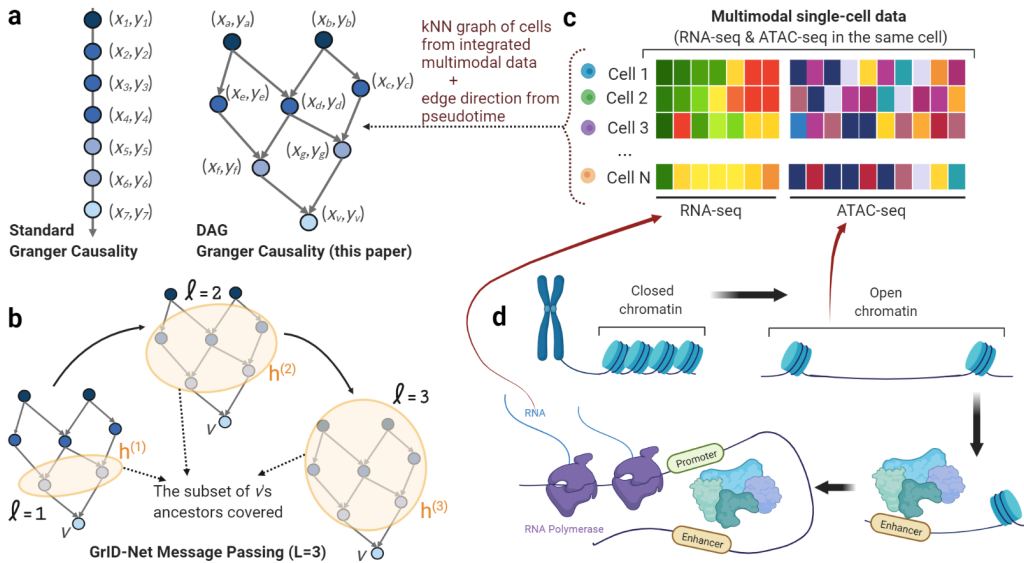 a
(x1,y1)
(x2,y2)
(x3,y3)
(x4,y4)
(x5,y5)
(x6,y6)
(x7,y7)
Standard
Granger Causality
(xa,ya)
(xb,yb)
(xc,yc)
(xe,ye)
(xd,yd)
(xg,yg)
(xf,yf)
(xv,yv)
DAG
Granger Causality (this paper)
kNN graph of cells
from integrated
multimodal data
+
edge direction from
pseudotime
c
Multimodal single-cell data
(RNA-seq & ATAC-seq in the same cell)
Cell 1
Cell 2
Cell 3
...
Cell N
RNA-seq
ATAC-seq
b
ℓ=2
h(2)
v
ℓ=3
h(1)
ℓ=1
v
h(3)
v
The subset of v's
ancestors covered
GrID-Net Message Passing (L=3)
d
Closed
chromatin
Open
chromatin
RNA
Promoter
RNA Polymerase
Enhancer
Enhancer